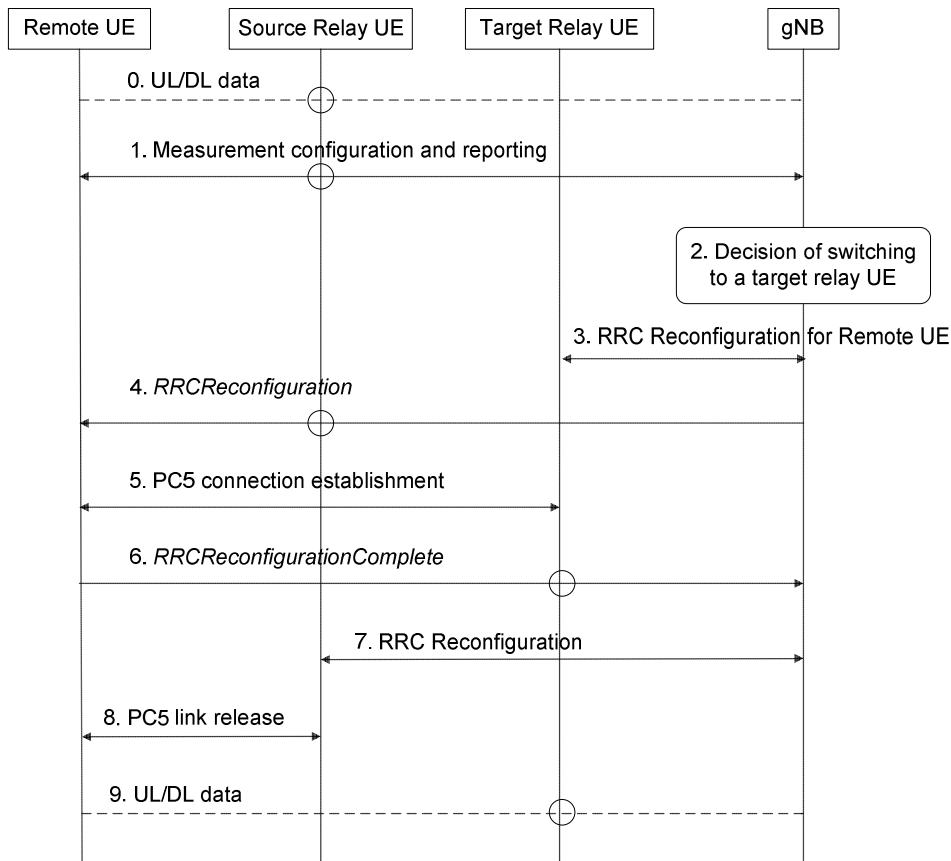 Remote UE
Source Relay UE
Target Relay UE
gNB
0. UL/DL data
1. Measurement configuration and reporting
2. Decision of switching
to a target relay UE
3. RRC Reconfiguration for Remote UE
4. RRCReconfiguration
5. PC5 connection establishment
6. RRCReconfigurationComplete
7. RRC Reconfiguration
8. PC5 link release
9. UL/DL data